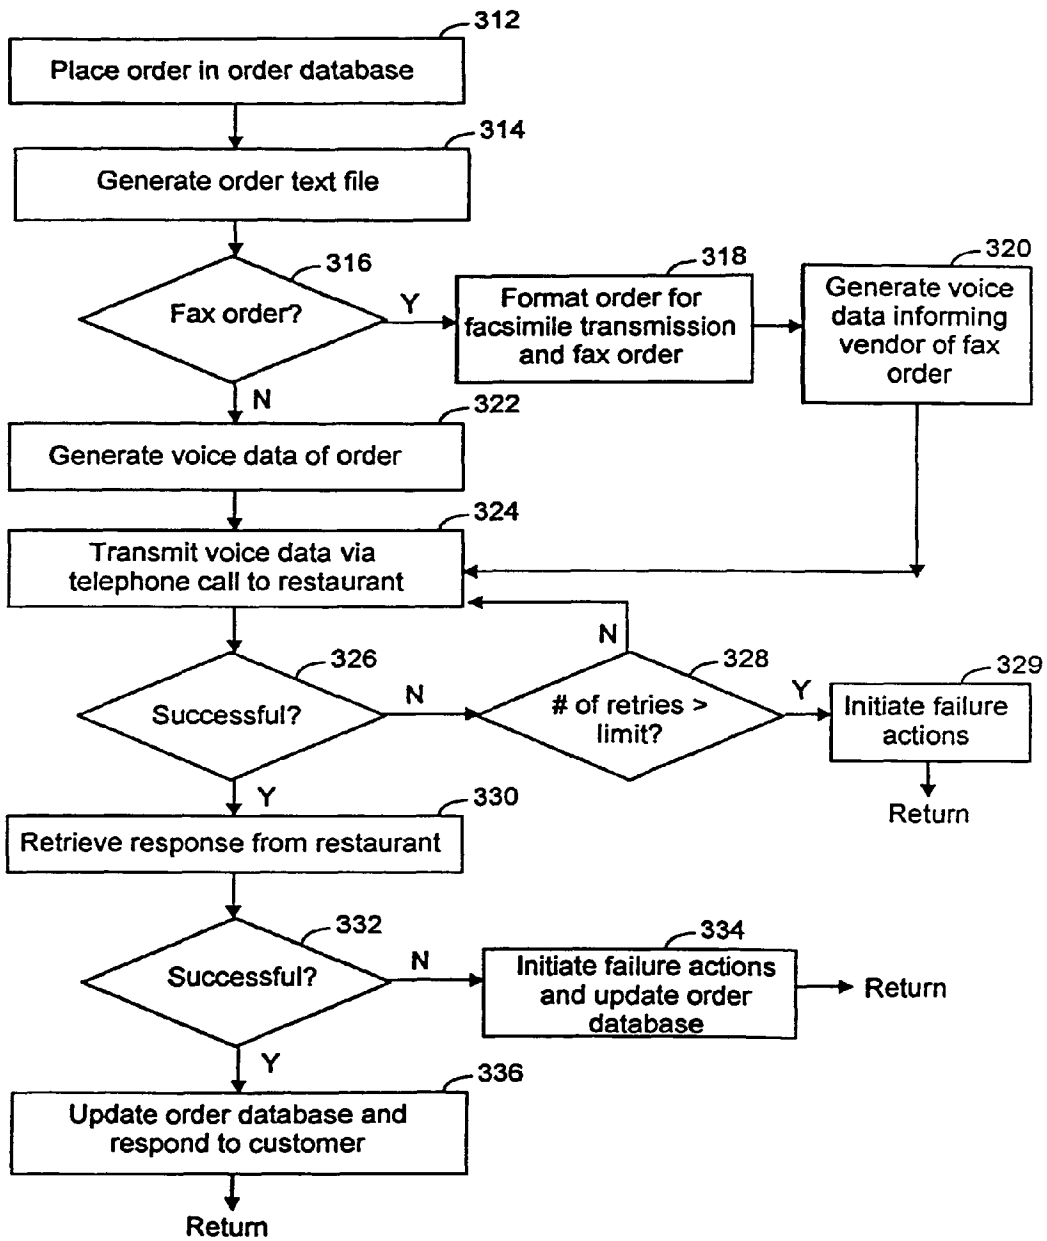 312
Place order in order database
314
Generate order text file
316
Fax order?
Y
N
318
Format order for
facsimile transmission
and fax order
320
Generate voice
data informing
vendor of fax
order
322
Generate voice data of order
324
Transmit voice data via
telephone call to restaurant
326
Successful?
N
Y
328
# of retries >
limit?
N
Y
329
Initiate failure
actions
Return
330
Retrieve response from restaurant
332
Successful?
N
Y
334
Initiate failure actions
and update order
database
Return
336
Update order database and
respond to customer
Return